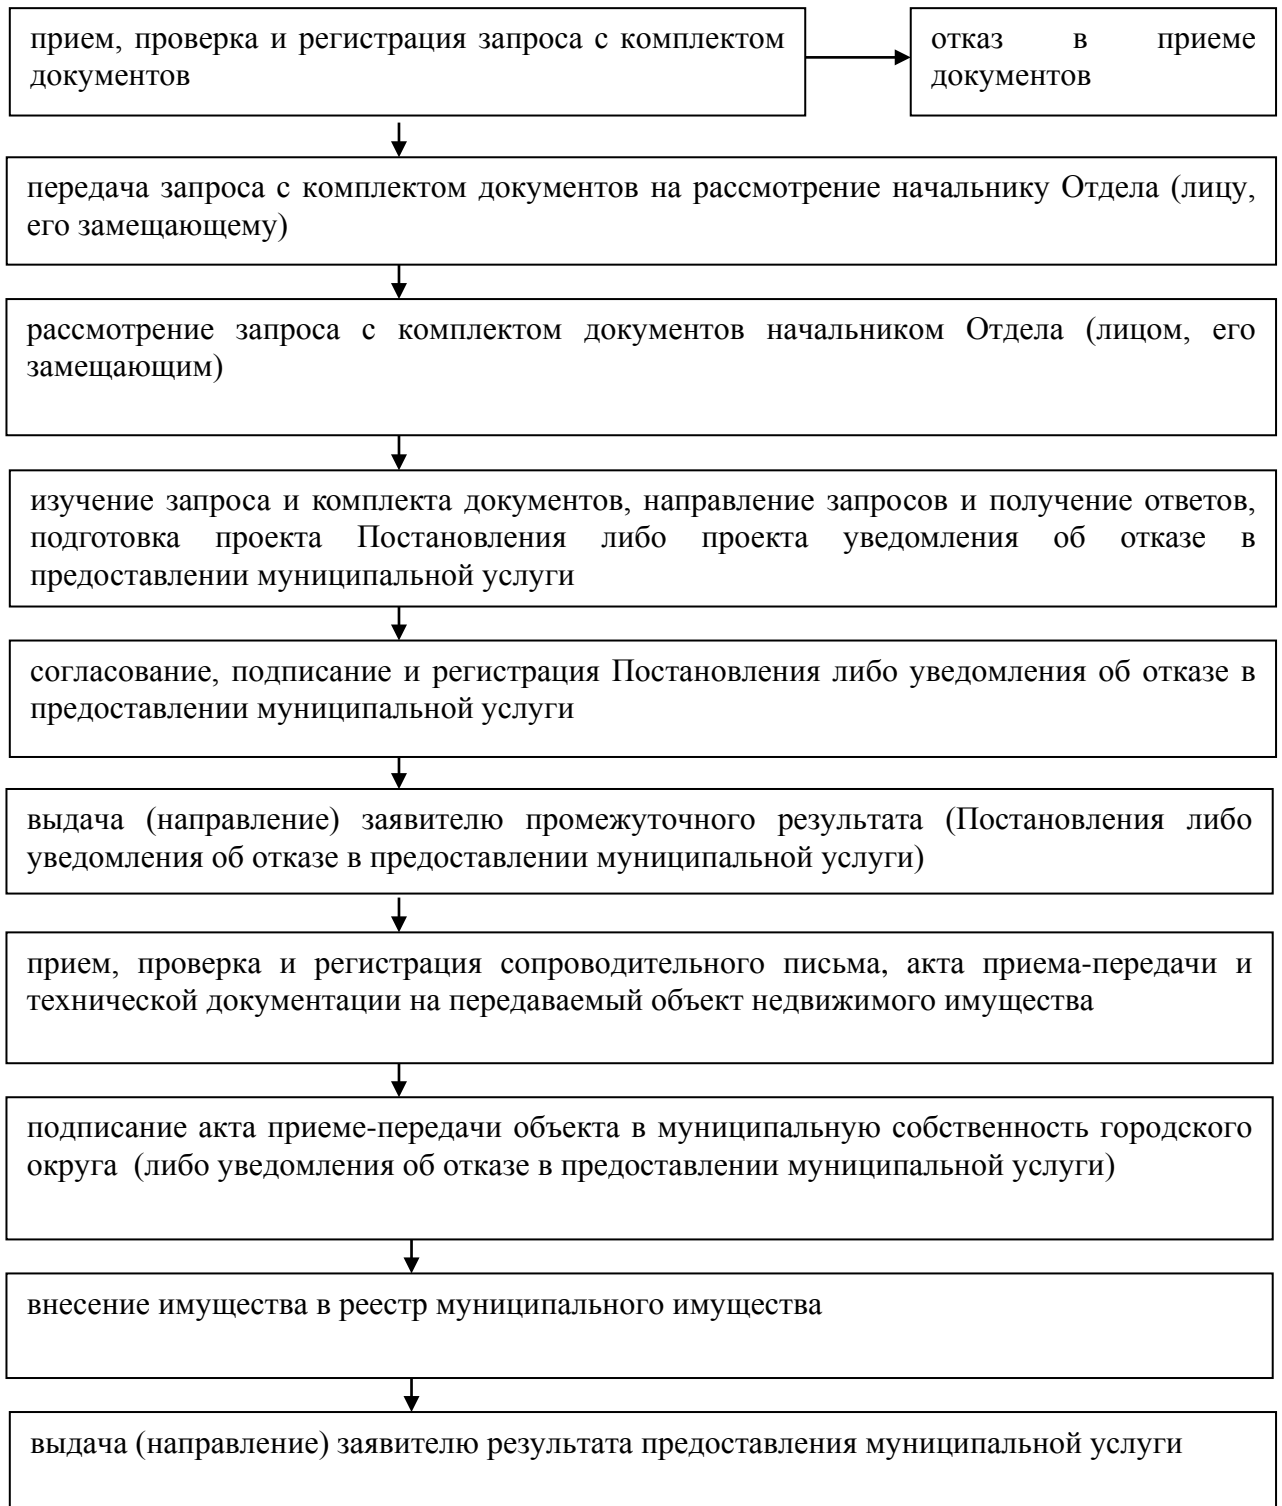 прием, проверка и регистрация запроса с комплектом
документов
отказ в приеме
документов
передача запроса с комплектом документов на рассмотрение начальнику Отдела (лицу,
его замещающему)
рассмотрение запроса с комплектом документов начальником Отдела (лицом, его
замещающим)
изучение запроса и комплекта документов, направление запросов и получение ответов,
подготовка проекта Постановления либо проекта уведомления об отказе в
предоставлении муниципальной услуги
согласование, подписание и регистрация Постановления либо уведомления об отказе в
предоставлении муниципальной услуги
выдача (направление) заявителю промежуточного результата (Постановления либо
уведомления об отказе в предоставлении муниципальной услуги)
прием, проверка и регистрация сопроводительного письма, акта приема-передачи и
технической документации на передаваемый объект недвижимого имущества
подписание акта приеме-передачи объекта в муниципальную собственность городского
округа (либо уведомления об отказе в предоставлении муниципальной услуги)
внесение имущества в реестр муниципального имущества
выдача (направление) заявителю результата предоставления муниципальной услуги